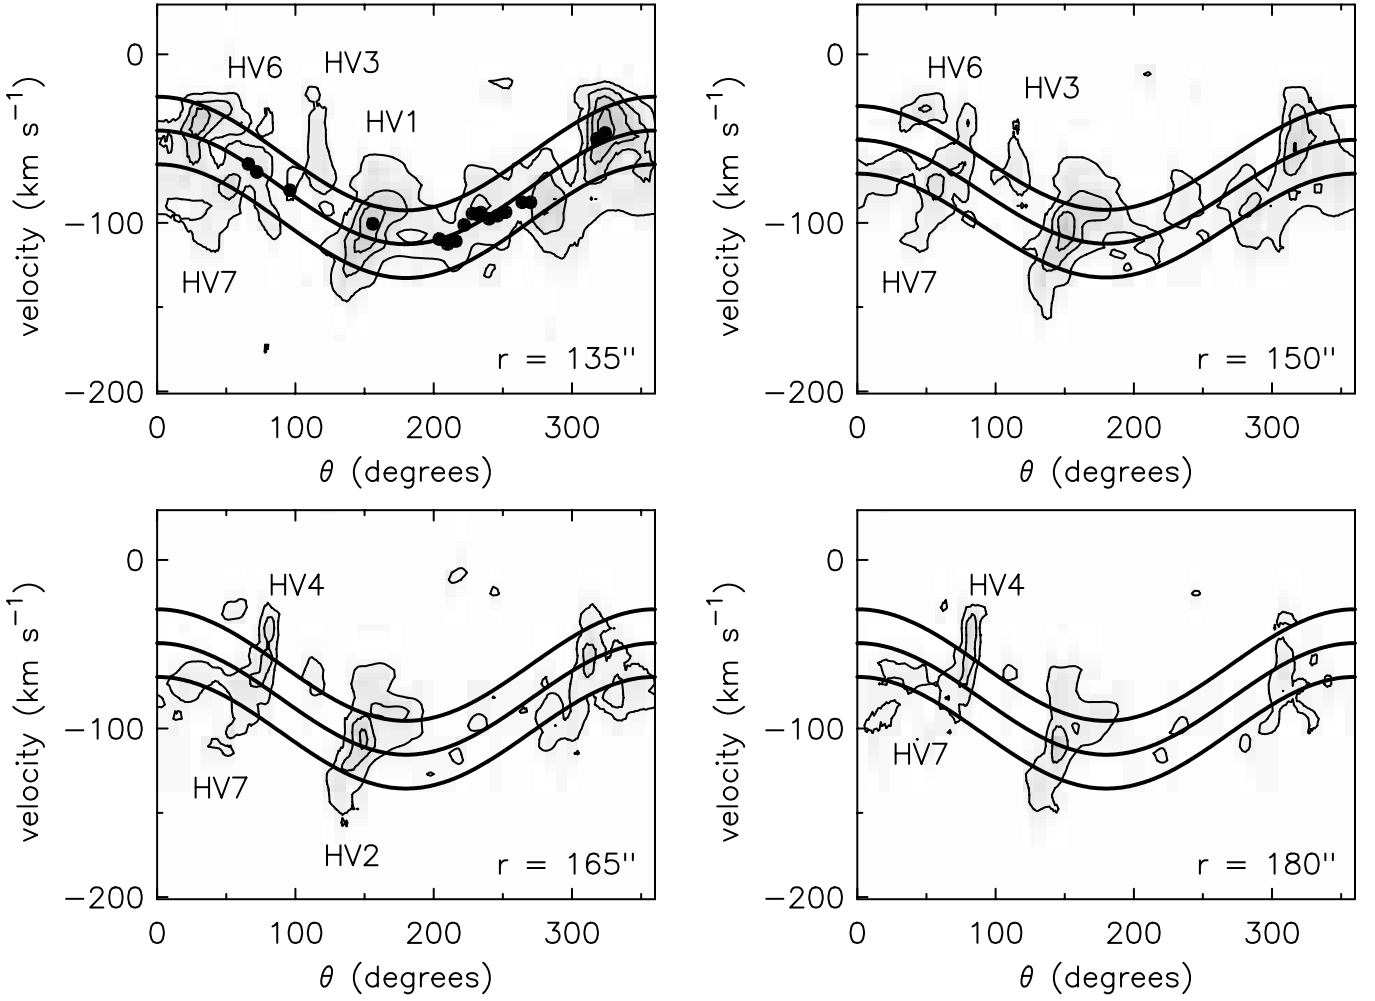 HV6 HV3
HV1
HV7
r = 135"
0
−100
−200
0 100 200 300
velocity (km s−1)
θ (degrees)
HV6
HV3
HV7
r = 150"
0
−100
−200
0 100 200 300
velocity (km s−1)
θ (degrees)
HV4
HV7
HV2
r = 165"
0
−100
−200
0 100 200 300
velocity (km s−1)
θ (degrees)
HV4
HV7
r = 180"
0
−100
−200
0 100 200 300
velocity (km s−1)
θ (degrees)